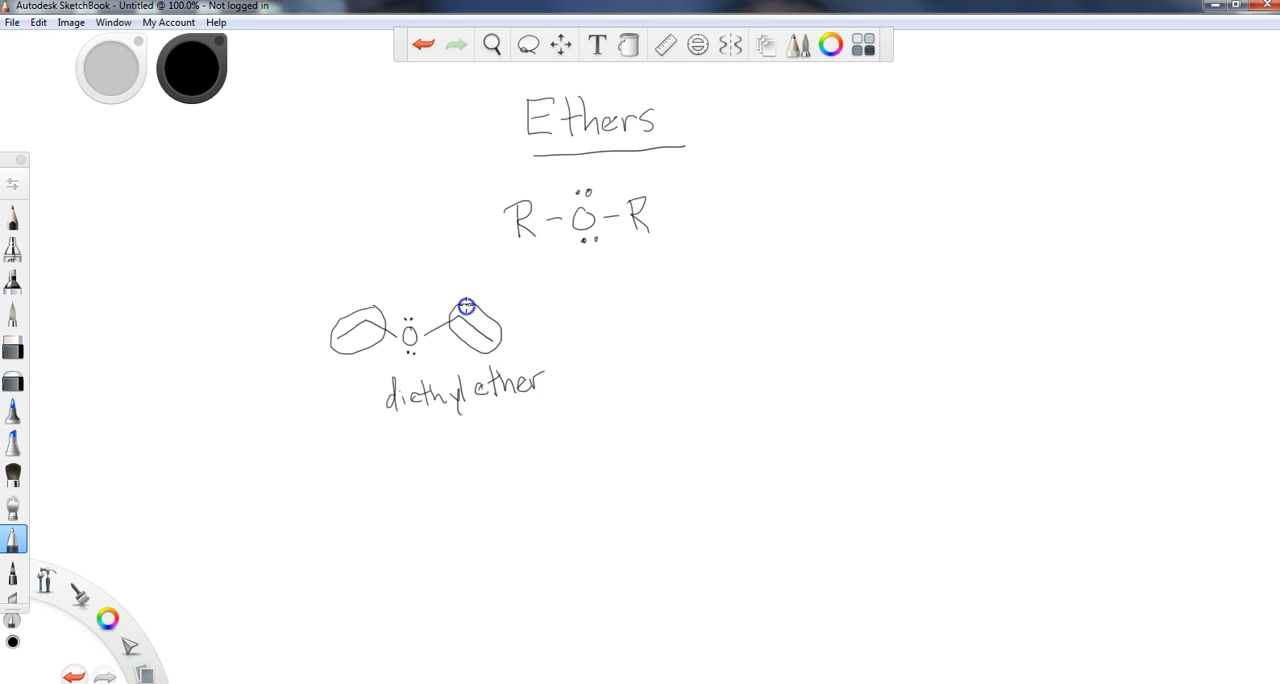 Autodesk SketchBook - Untitled @ 100.0% - Not logged in
File Edit Image Window My Account Help
T
Ethers
R-O-R
O
diethyl ether